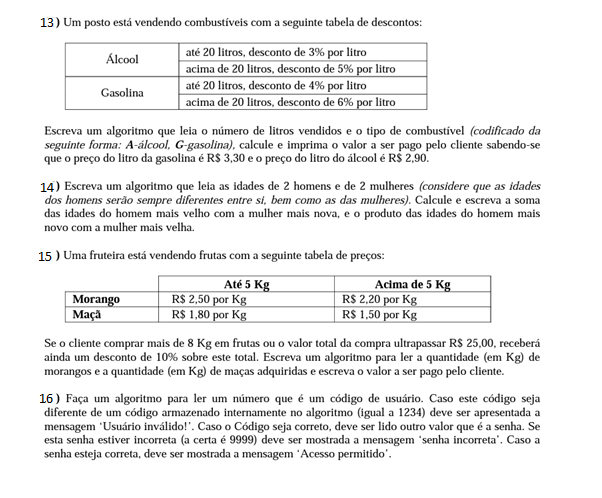 13 ) Um posto está vendendo combustíveis com a seguinte tabela de descontos:
Álcool
até 20 litros, desconto de 3% por litro
acima de 20 litros, desconto de 5% por litro
Gasolina
até 20 litros, desconto de 4% por litro
acima de 20 litros, desconto de 6% por litro
Escreva um algoritmo que leia o número de litros vendidos e o tipo de combustível (codificado da
seguinte forma: A-álcool, G-gasolina), calcule e imprima o valor a ser pago pelo cliente sabendo-se
que o preço do litro da gasolina é R$ 3,30 e o preço do litro do álcool é R$ 2,90.
14) Escreva um algoritmo que leia as idades de 2 homens e de 2 mulheres (considere que as idades
dos homens serão sempre diferentes entre si, bem como as das mulheres). Calcule e escreva a soma
das idades do homem mais velho com a mulher mais nova, e o produto das idades do homem mais
novo com a mulher mais velha.
15 ) Uma fruteira está vendendo frutas com a seguinte tabela de preços:
Até 5 Kg Acima de 5 Kg
Morango R$ 2,50 por Kg R$ 2,20 por Kg
Maçã R$ 1,80 por Kg R$ 1,50 por Kg
Se o cliente comprar mais de 8 Kg em frutas ou o valor total da compra ultrapassar R$ 25,00, receberá
ainda um desconto de 10% sobre este total. Escreva um algoritmo para ler a quantidade (em Kg) de
morangos e a quantidade (em Kg) de maças adquiridas e escreva o valor a ser pago pelo cliente.
16 ) Faça um algoritmo para ler um número que é um código de usuário. Caso este código seja
diferente de um código armazenado internamente no algoritmo (igual a 1234) deve ser apresentada a
mensagem ‘Usuário inválido!’. Caso o Código seja correto, deve ser lido outro valor que é a senha. Se
esta senha estiver incorreta (a certa é 9999) deve ser mostrada a mensagem ‘senha incorreta’. Caso a
senha esteja correta, deve ser mostrada a mensagem ‘Acesso permitido’.